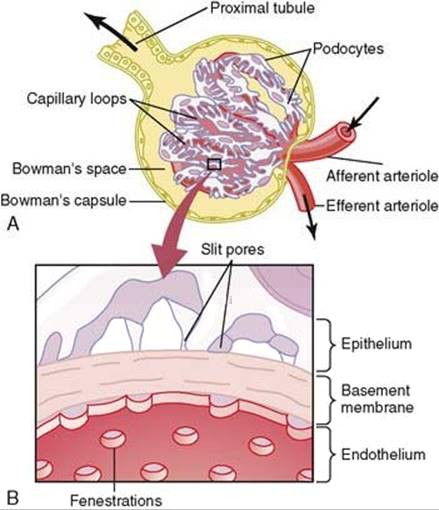 Proximal tubule
Podocytes
Capillary loops
Bowman's space
Bowman's capsule
Afferent arteriole
Efferent arteriole
A
Slit pores
Epithelium
Basement
membrane
Endothelium
B
Fenestrations